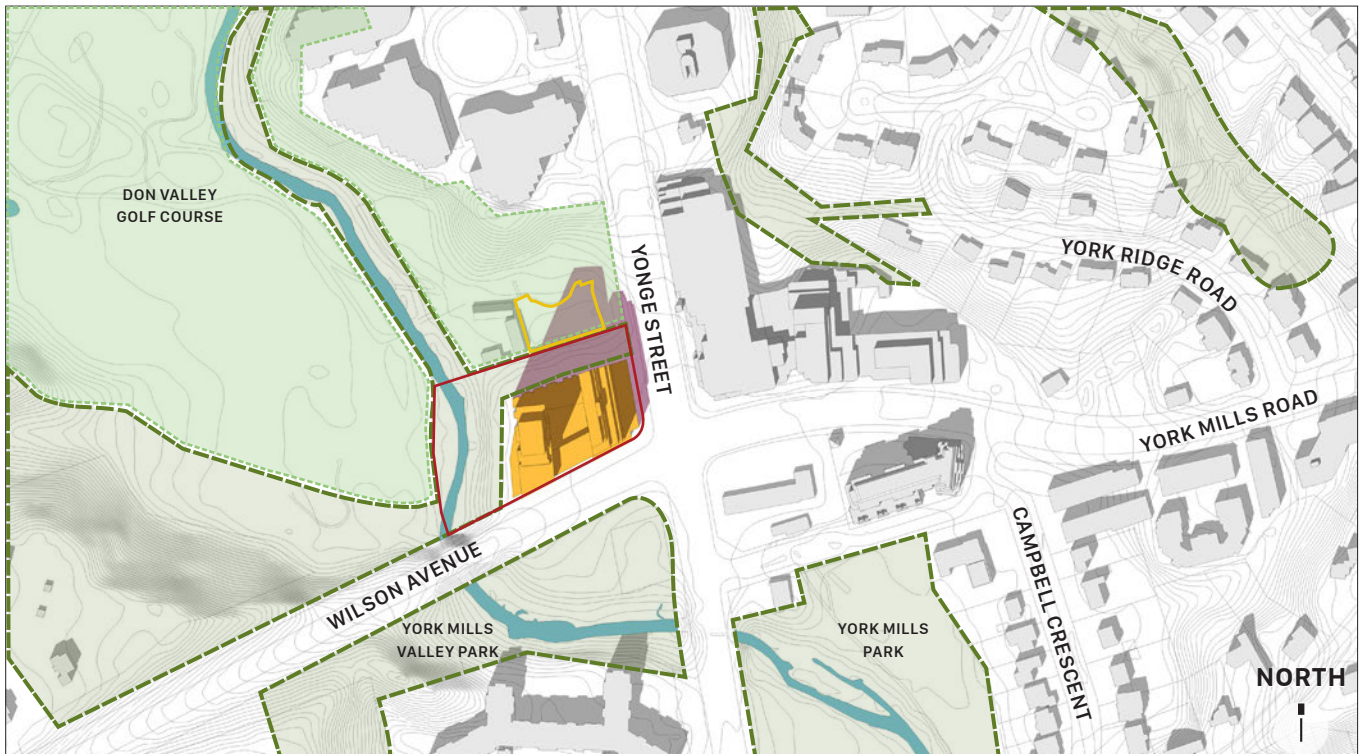 DON VALLEY
GOLF COURSE
YONGE STREET
YORK RIDGE ROAD
YORK MILLS ROAD
WILSON AVENUE
YORK MILLS
VALLEY PARK
YORK MILLS
PARK
CAMPBELL CRESCENT
NORTH